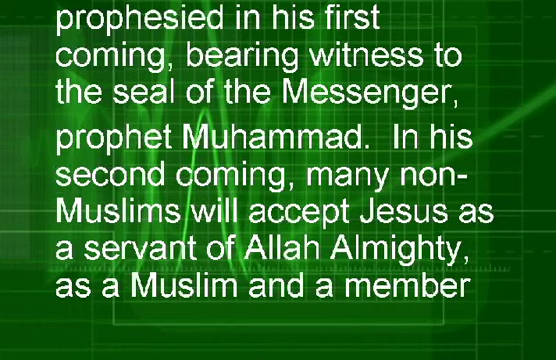 prophesied in his first
coming, bearing witness to
the seal of the Messenger,
prophet Muhammad.  In his
second coming, many non-
Muslims will accept Jesus as
a servant of Allah Almighty,
as a Muslim and a member